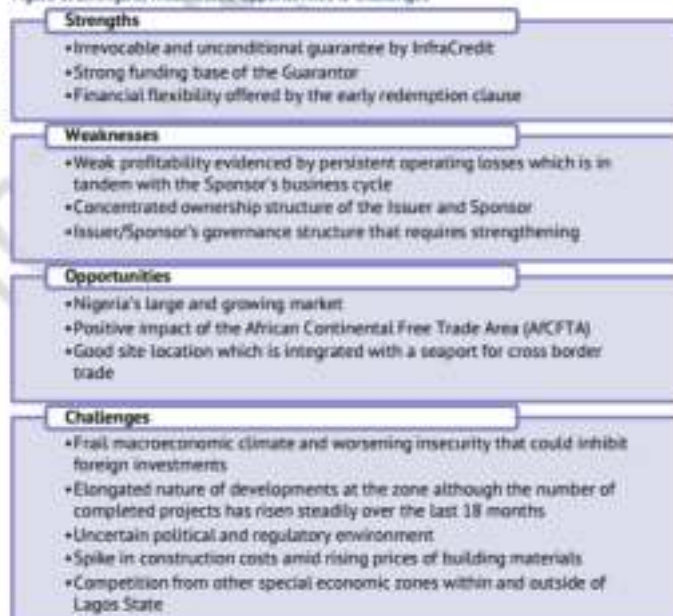 Strengths
•Irrevocable and unconditional guarantee by InfraCredit
•Strong funding base of the Guarantor
•Financial flexibility offered by the early redemption clause
Weaknesses
•Weak profitability evidenced by persistent operating losses which is in
tandem with the Sponsor's business cycle
•Concentrated ownership structure of the Issuer and Sponsor
•Issuer/Sponsor's governance structure that requires strengthening
Opportunities
•Nigeria's large and growing market
•Positive impact of the African Continental Free Trade Area (AfCFTA)
•Good site location which is integrated with a seaport for cross border
trade
Challenges
•Frail macroeconomic climate and worsening insecurity that could inhibit
foreign investments
•Elongated nature of developments at the zone although the number of
completed projects has risen steadily over the last 18 months
•Uncertain political and regulatory environment
•Spike in construction costs amid rising prices of building materials
•Competition from other special economic zones within and outside of
Lagos State